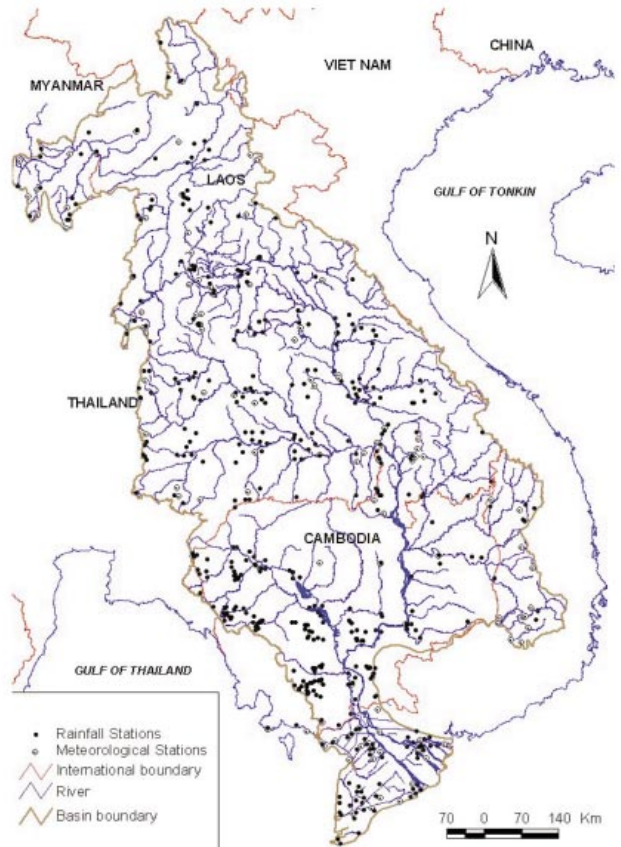 CHINA
VIET NAM
MYANMAR
LAOS
GULF OF TONKIN
N
THAILAND
CAMBODIA
GULF OF THAILAND
Rainfall Stations
Meteorological Stations
International boundary
River
Basin boundary
70 0 70 140 Km